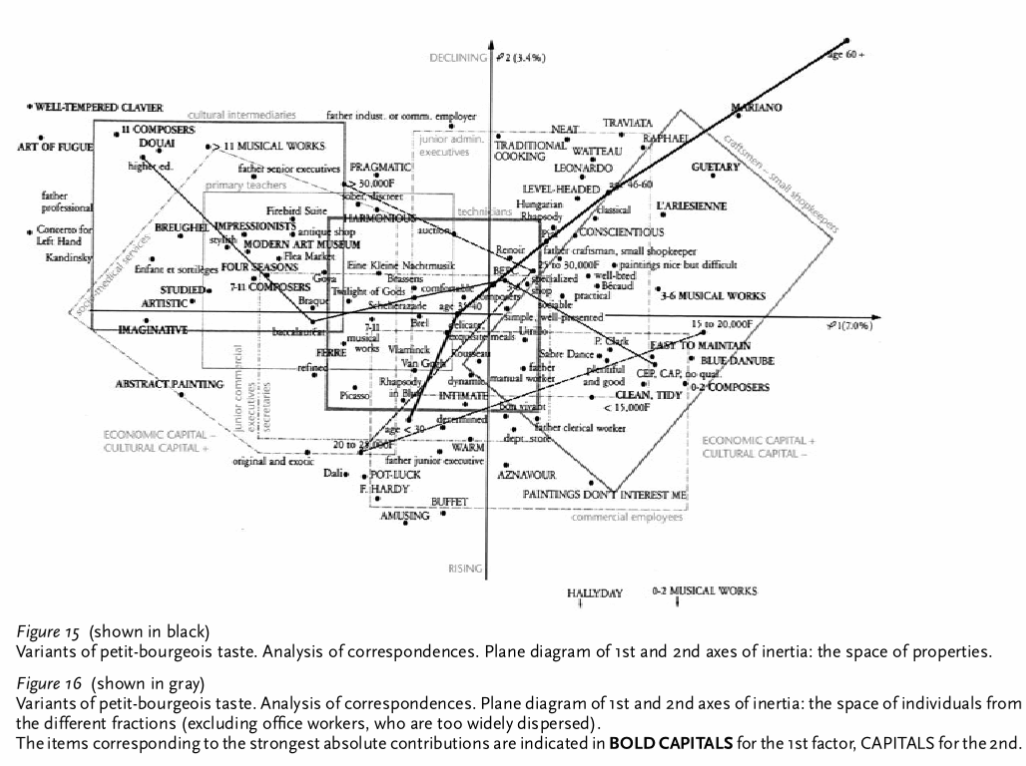 DECLINING
2 (3.4%)
age 60 +
WELL-TEMPERED CLAVIER
cultural intermediaries
father indust. or comm. employer
MARIANO
11 COMPOSERS
NEAT
TRAVIATA
ART OF FUGUE
DOUAI
> 11 MUSICAL WORKS
junior admin.
executives
TRADITIONAL
COOKING
WATTEAU
RAPHAEL
craftsmen – small shopkeepers
higher ed.
father senior executives
PRAGMATIC
LEONARDO
GUETARY
primary teachers
> 30,000F
LEVEL-HEADED
age 46-60
father
professional
sober, discreet
Hungarian
Rhapsody
L'ARLESIENNE
Firebird Suite
HARMONIOUS
technicians
classical
Concerto for
Left Hand
BREUGHEL
IMPRESSIONISTS
antique shop
auction
CONSCIENTIOUS
Kandinsky
stylish
MODERN ART MUSEUM
Renoir
father craftsman, small shopkeeper
Flea Market
Enfant et sortilèges
FOUR SEASONS
Goya
Eine Kleine Nachtmusik
25 to 30,000F
paintings nice but difficult
socio-medical services
Brassens
specialized
shop
well-bred
STUDIED
7-11 COMPOSERS
Twilight of Gods
comfortable
Bécaud
ARTISTIC
Braque
Scheherazade
composers
practical
3-6 MUSICAL WORKS
sociable
IMAGINATIVE
baccalauréat
7-11
musical
works
Brel
delicate,
exquisite meals
simple, well-presented
15 to 20,000F
1(7.0%)
Utrillo
P. Clark
EASY TO MAINTAIN
FERRE
Vlaminck
Rousseau
Sabre Dance
BLUE DANUBE
junior commercial
executives
secretaries
refined
Van Gogh
father
manual worker
plentiful
and good
CEP, CAP, no qual.
ABSTRACT PAINTING
Picasso
Rhapsody
in Blue
dynamic
0-2 COMPOSERS
INTIMATE
CLEAN, TIDY
bon vivant
< 15,000F
determined
age < 30
father clerical worker
ECONOMIC CAPITAL –
CULTURAL CAPITAL +
dept. store
ECONOMIC CAPITAL +
CULTURAL CAPITAL –
20 to 25,000F
WARM
original and exotic
father junior executive
Dali
POT-LUCK
AZNAVOUR
F. HARDY
PAINTINGS DON'T INTEREST ME
BUFFET
AMUSING
commercial employees
RISING
HALLYDAY
0-2 MUSICAL WORKS
Figure 15 (shown in black)
Variants of petit-bourgeois taste. Analysis of correspondences. Plane diagram of 1st and 2nd axes of inertia: the space of properties.
Figure 16 (shown in gray)
Variants of petit-bourgeois taste. Analysis of correspondences. Plane diagram of 1st and 2nd axes of inertia: the space of individuals from
the different fractions (excluding office workers, who are too widely dispersed).
The items corresponding to the strongest absolute contributions are indicated in BOLD CAPITALS for the 1st factor, CAPITALS for the 2nd.